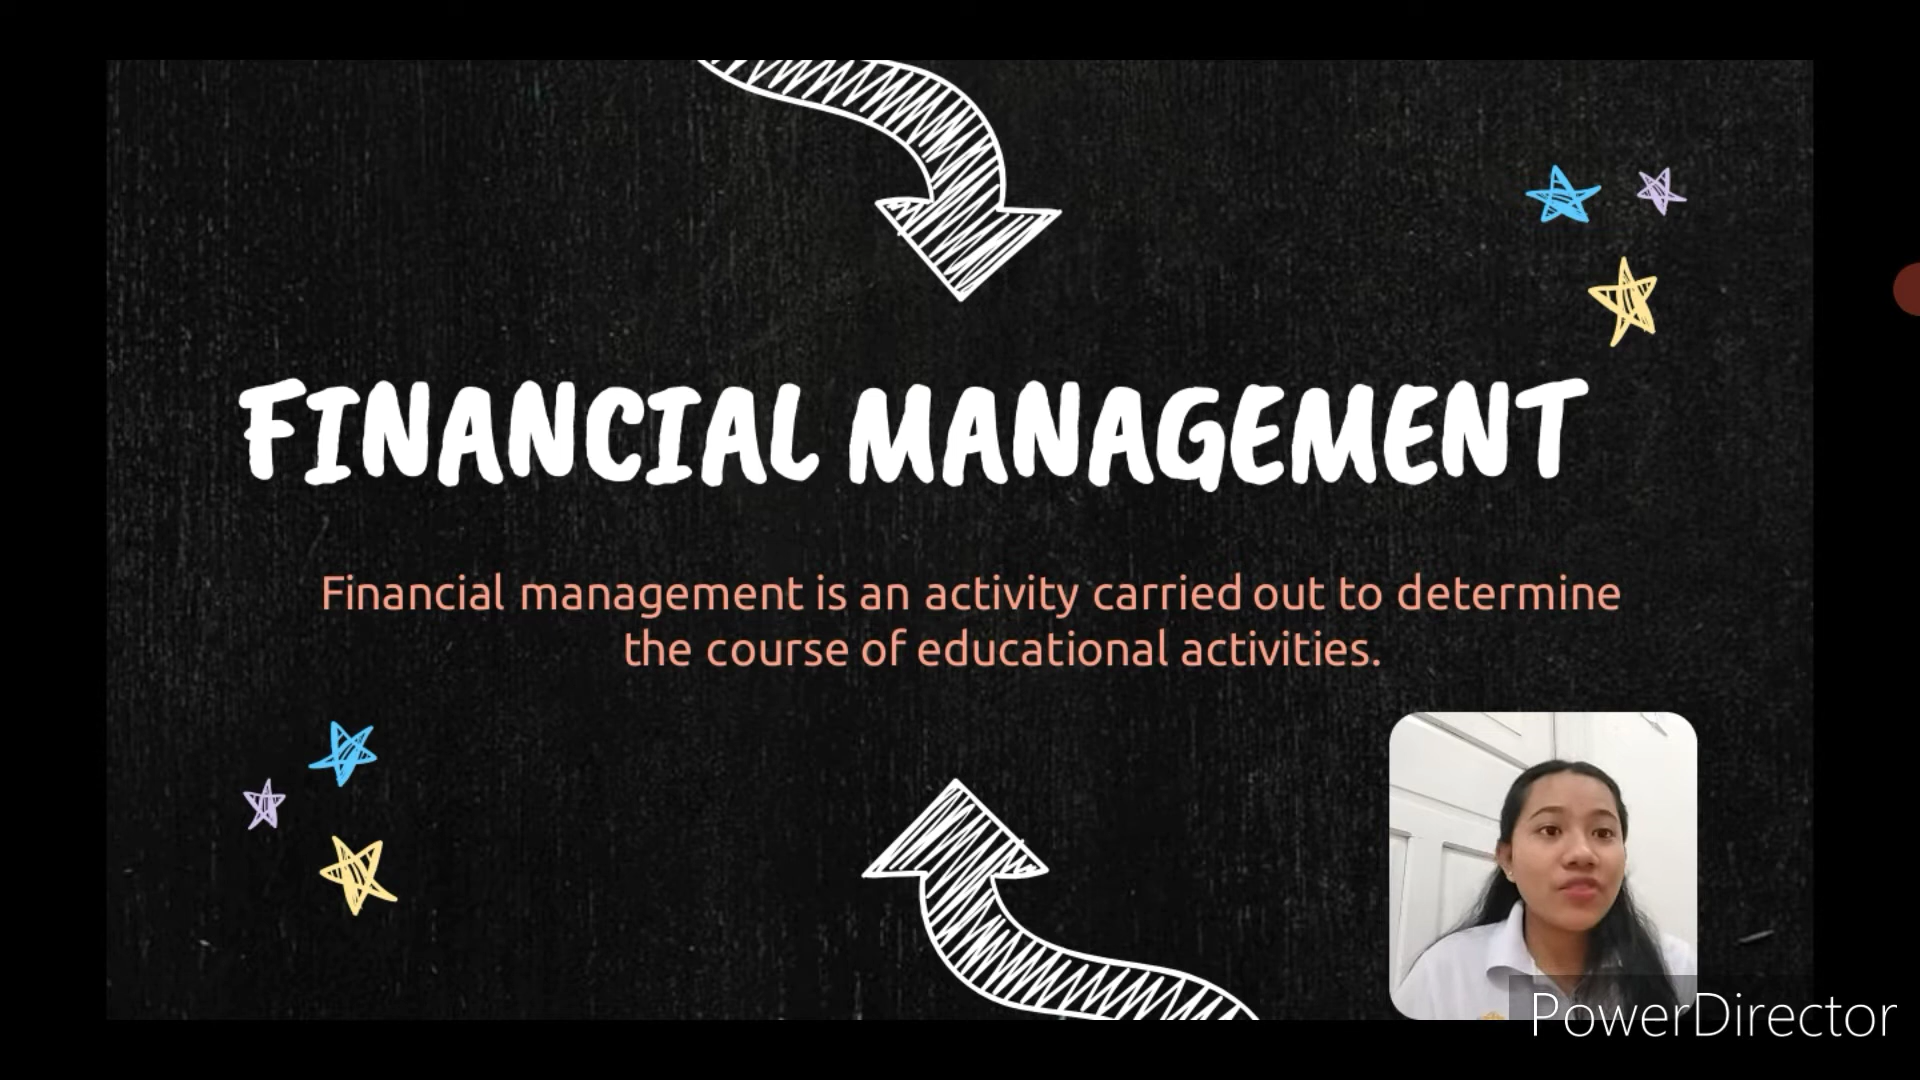 FINANCIAL MANAGEMENT
Financial management is an activity carried out to determine
the course of educational activities.
PowerDirector